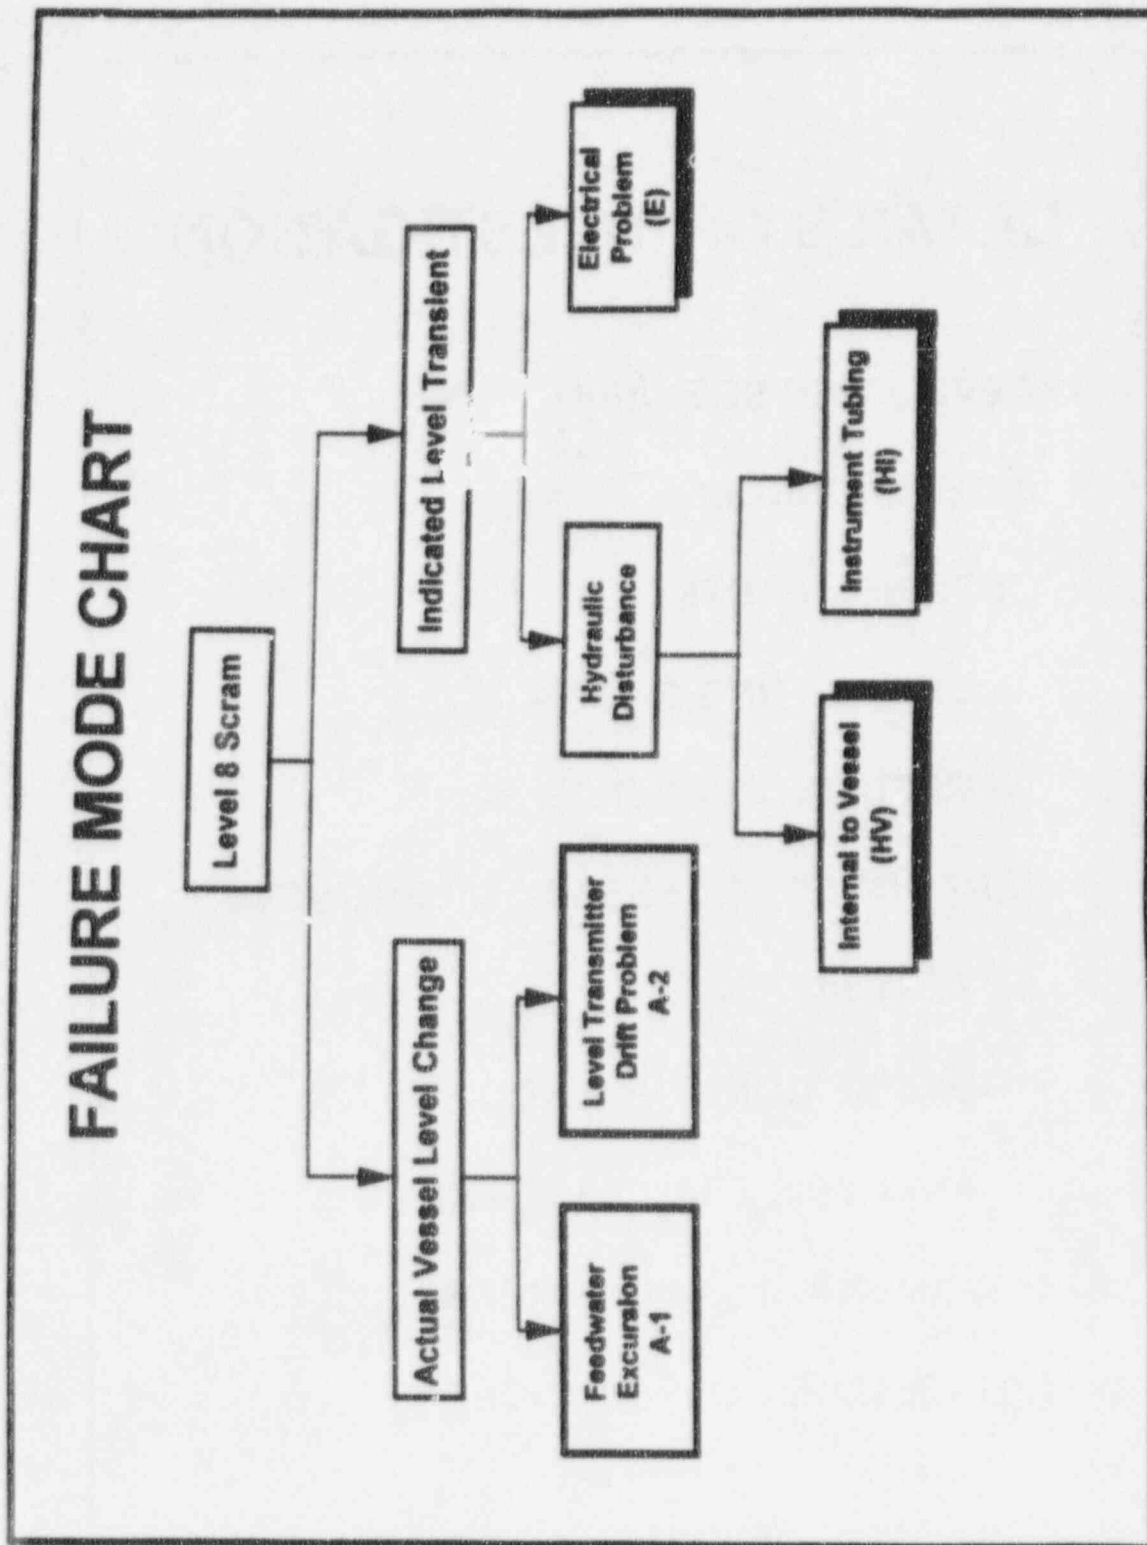 FAILURE MODE CHART
Level 8 Scram
Actual Vessel Level Change
Indicated Level Transient
Feedwater
Excursion
A-1
Level Transmitter
Drift Problem
A-2
Hydraulic
Disturbance
Electrical
Problem
(E)
Internal to Vessel
(HV)
Instrument Tubing
(HI)